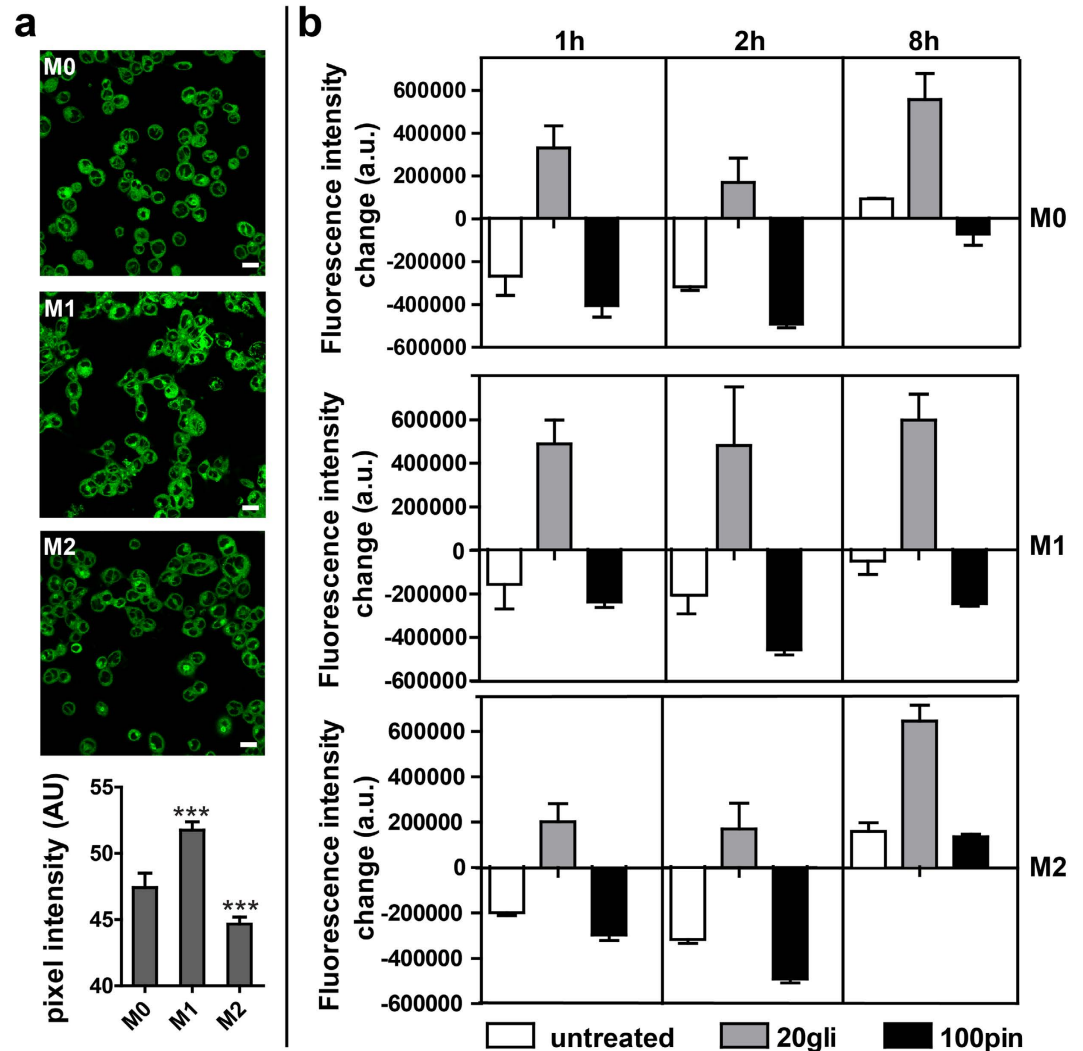 a
M0
M1
M2
pixel intensity (AU)
55
50
45
40
***
***
M0 M1 M2
b
1h 2h 8h
Fluorescence intensity
change (a.u.)
600000
400000
200000
0
-200000
-400000
-600000
M0
Fluorescence intensity
change (a.u.)
600000
400000
200000
0
-200000
-400000
-600000
M1
Fluorescence intensity
change (a.u.)
600000
400000
200000
0
-200000
-400000
-600000
M2
untreated 20gli 100pin